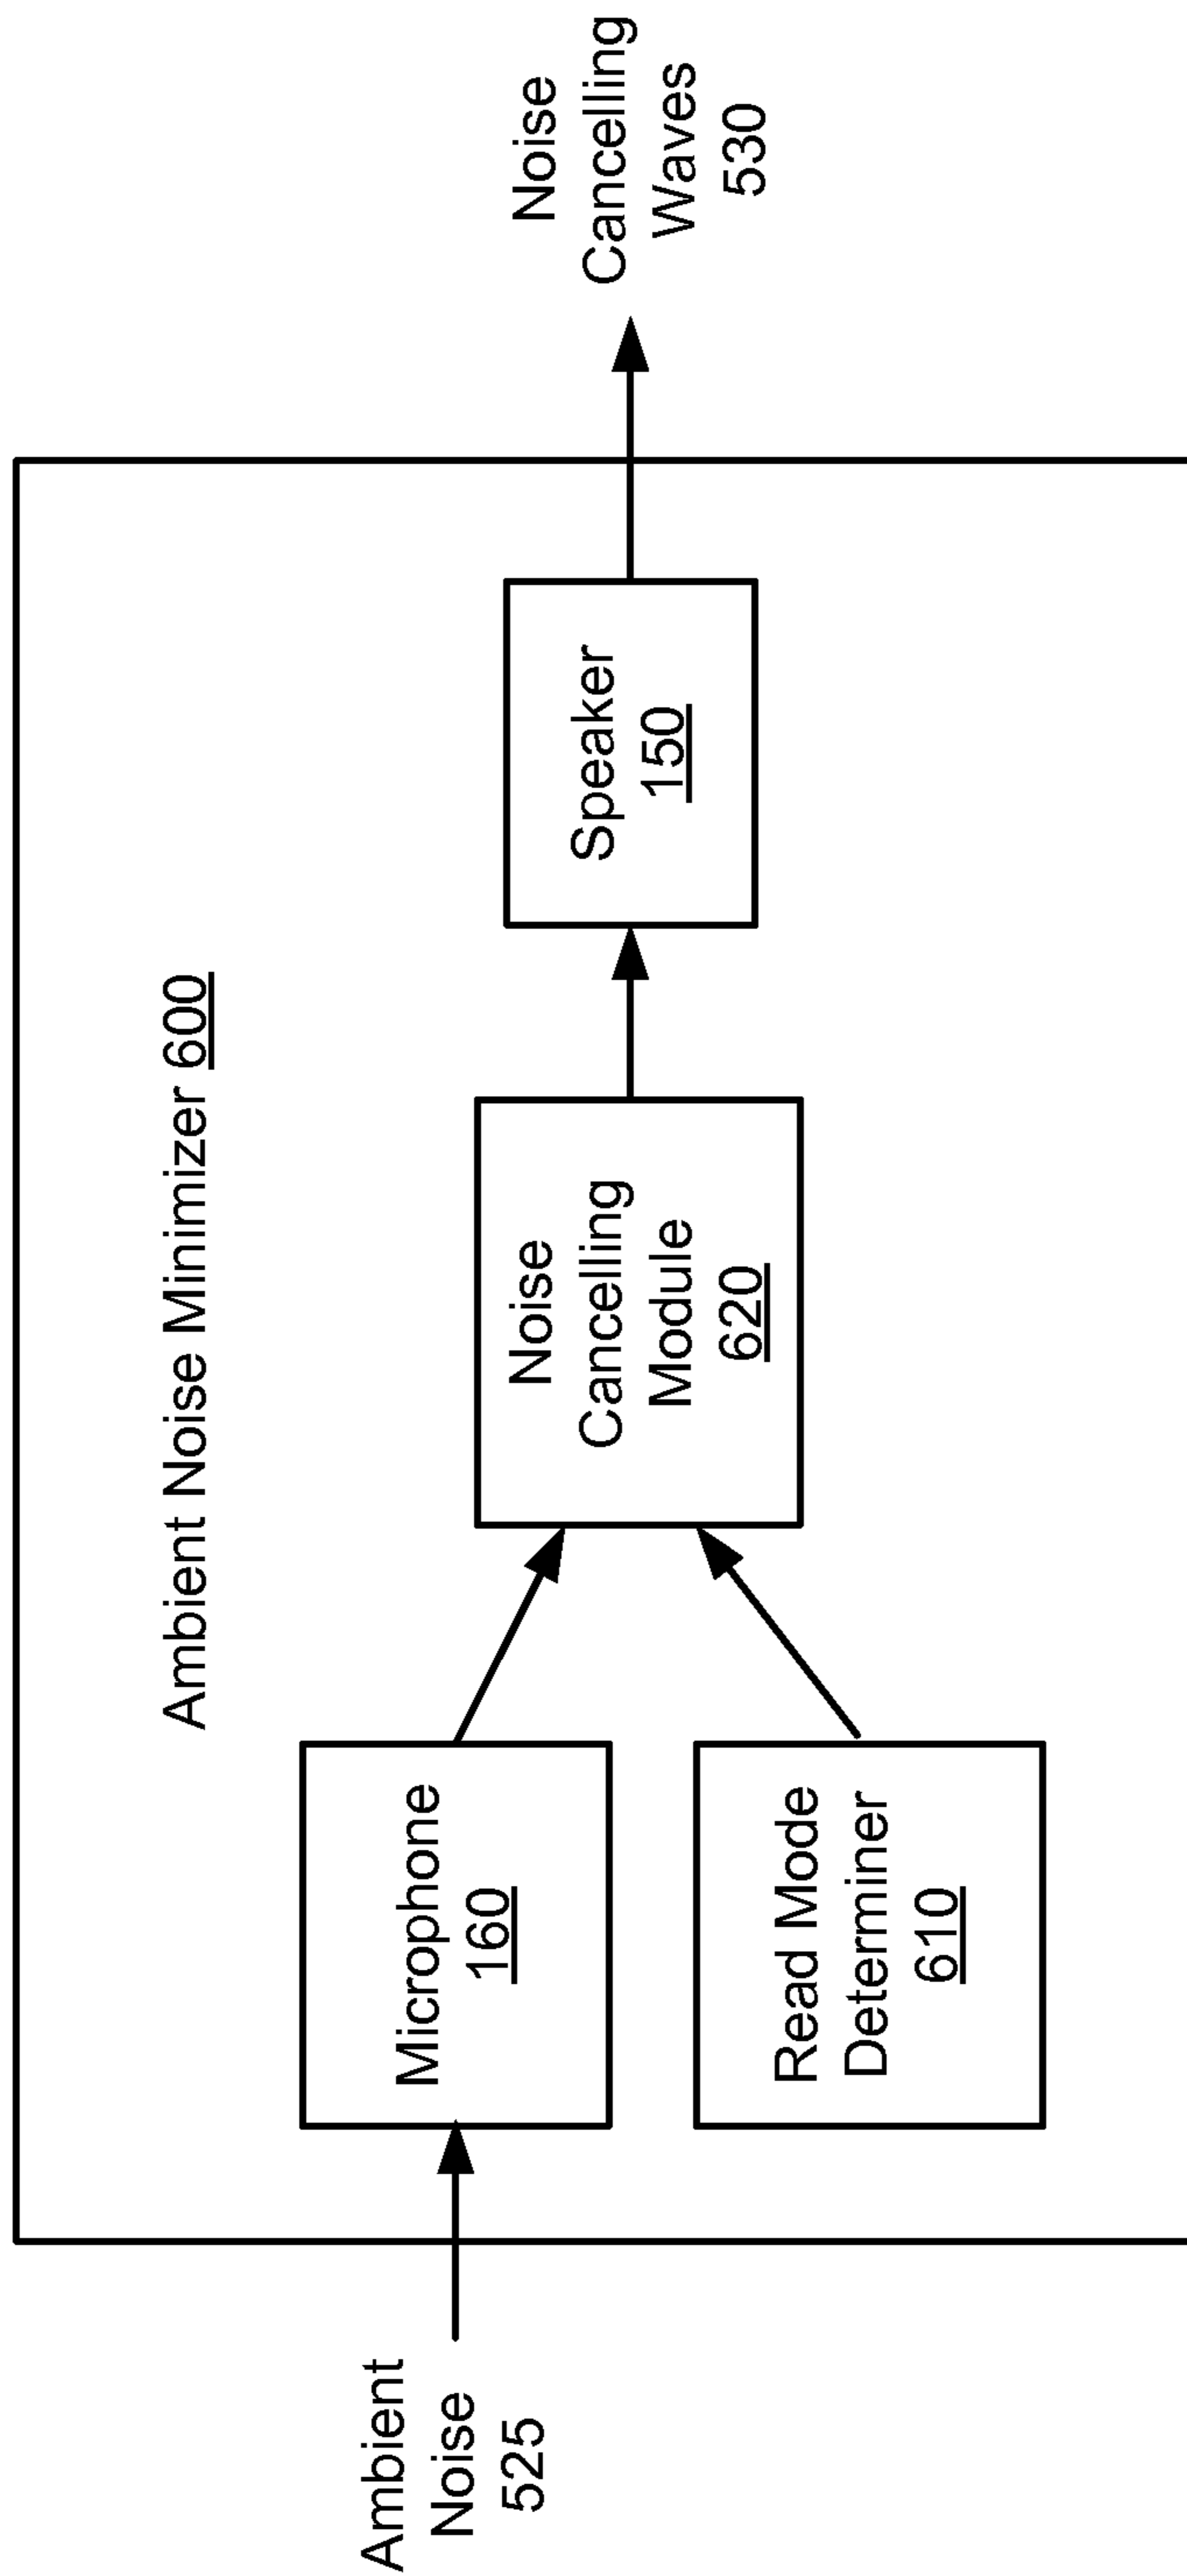 Ambient Noise Minimizer 600
Ambient
Noise
525
Microphone
160
Read Mode
Determiner
610
Noise
Cancelling
Module
620
Speaker
150
Noise
Cancelling
Waves
530